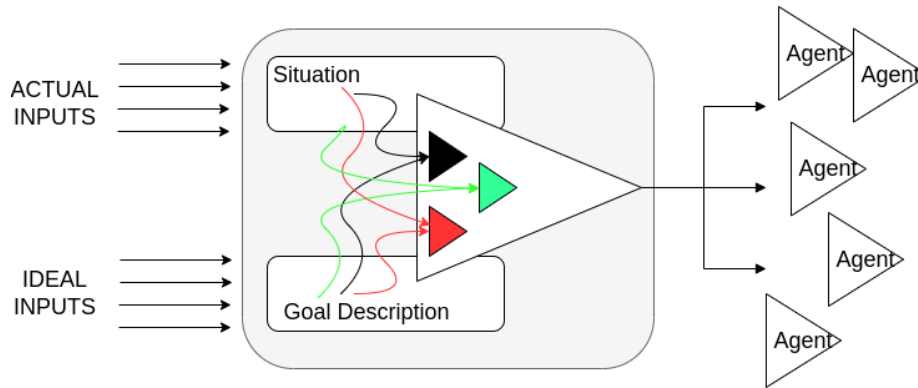 ACTUAL
INPUTS
Situation
IDEAL
INPUTS
Goal Description
Agent
Agent
Agent
Agent
Agent